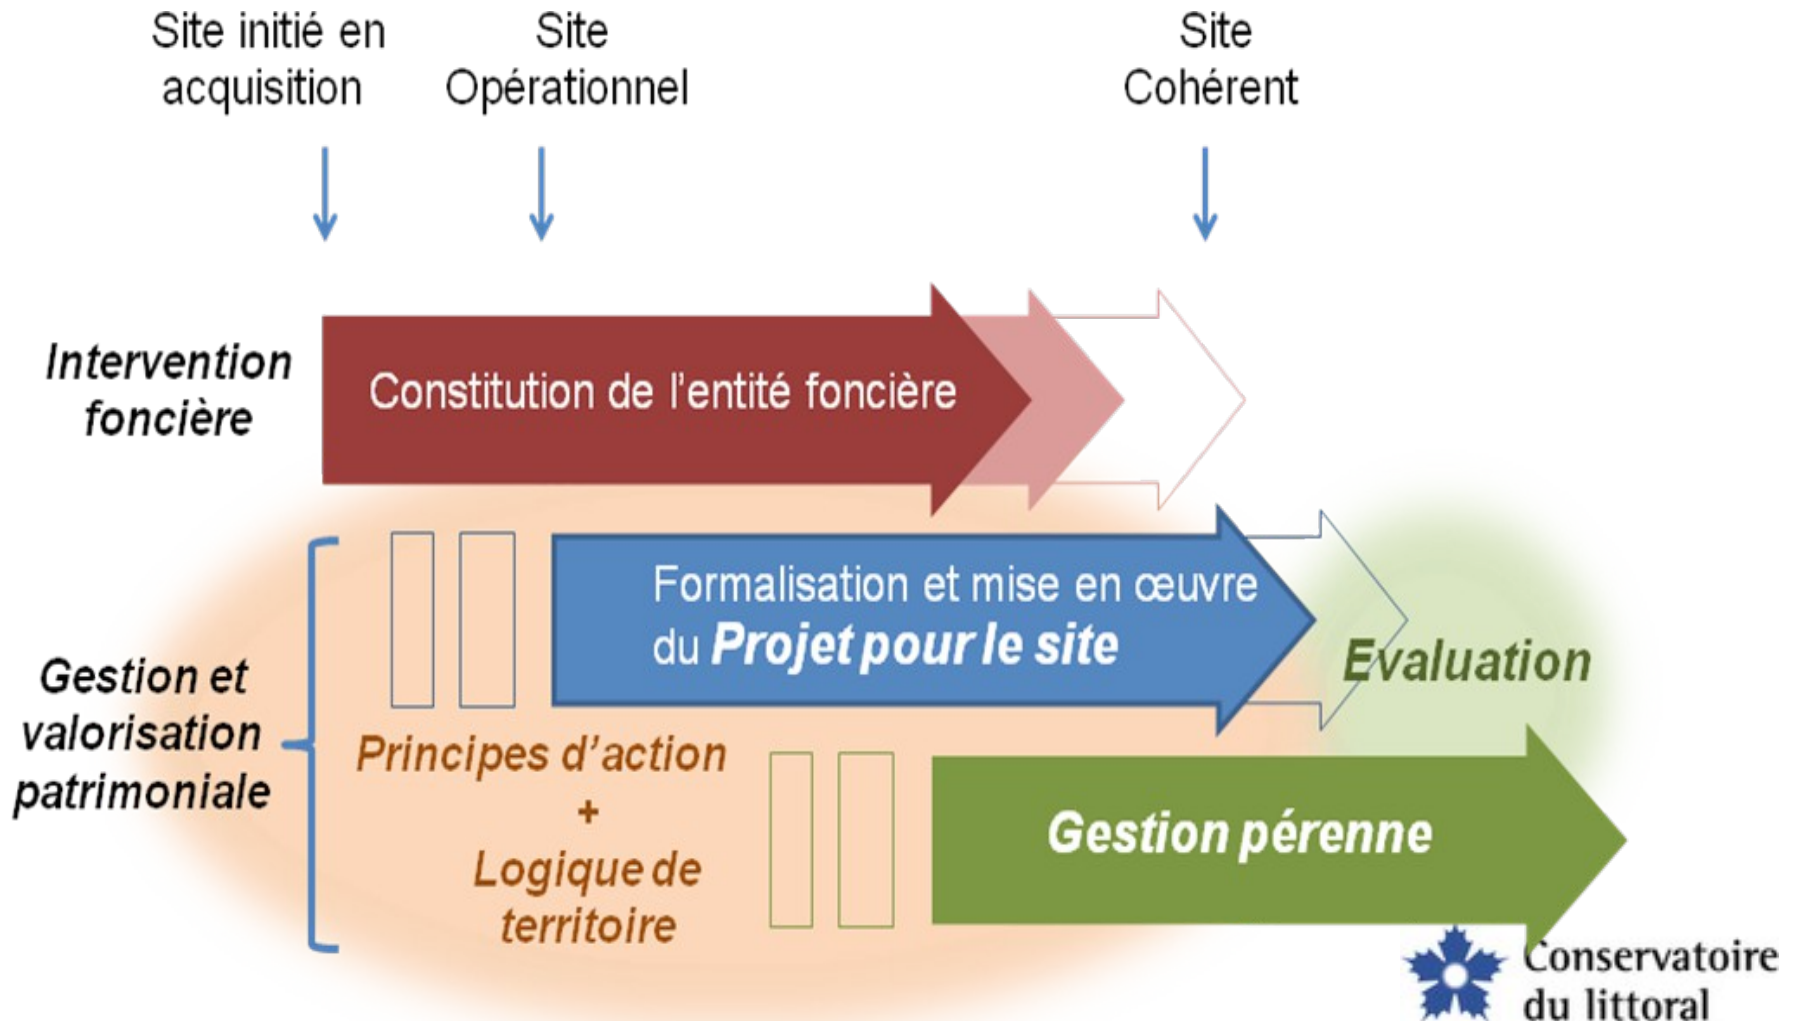 Site initié en
acquisition
Site
Opérationnel
Site
Cohérent
Intervention
foncière
Constitution de l'entité foncière
Gestion et
valorisation
patrimoniale
Formalisation et mise en œuvre
du Projet pour le site
Evaluation
Principes d'action
+
Logique de
territoire
Gestion pérenne
Conservatoire
du littoral